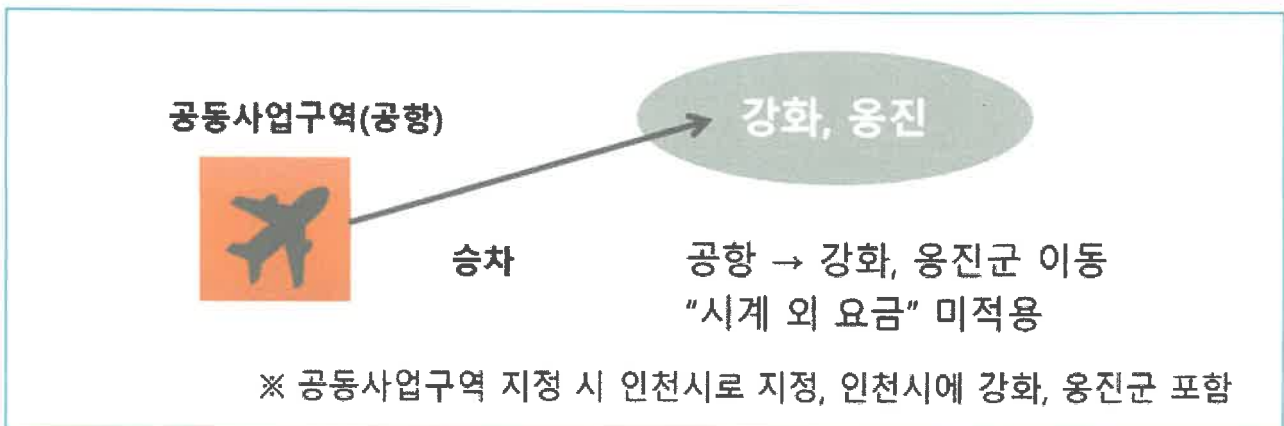 공동사업구역(공항)
강화, 옹진
승차
공항 → 강화, 옹진군 이동
"시계 외 요금" 미적용
※ 공동사업구역 지정 시 인천시로 지정, 인천시에 강화, 옹진군 포함